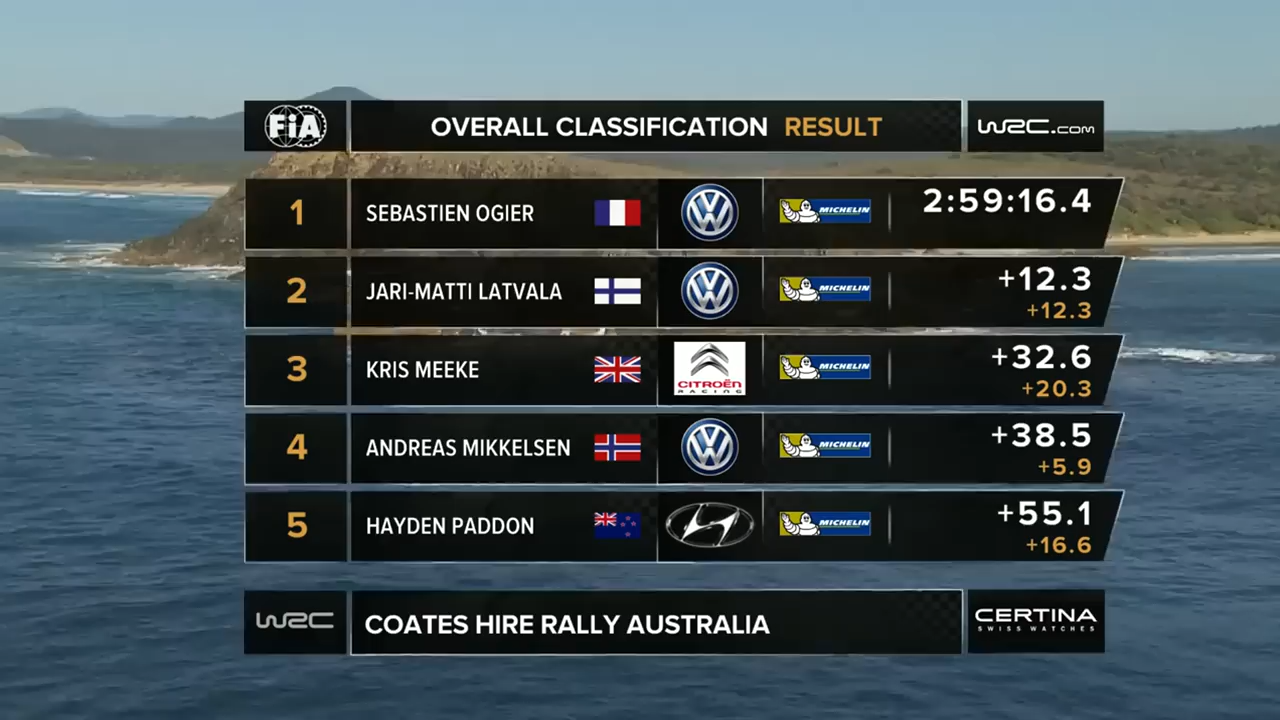 FiA
OVERALL CLASSIFICATION RESULT
WRC.COM
1 SEBASTIEN OGIER MICHELIN 2:59:16.4
2 JARI-MATTI LATVALA MICHELIN +12.3
+12.3
3 KRIS MEEKE CITROËN RACING MICHELIN +32.6
+20.3
4 ANDREAS MIKKELSEN MICHELIN +38.5
+5.9
5 HAYDEN PADDON MICHELIN +55.1
+16.6
WRC
COATES HIRE RALLY AUSTRALIA
CERTINA
SWISS WATCHES